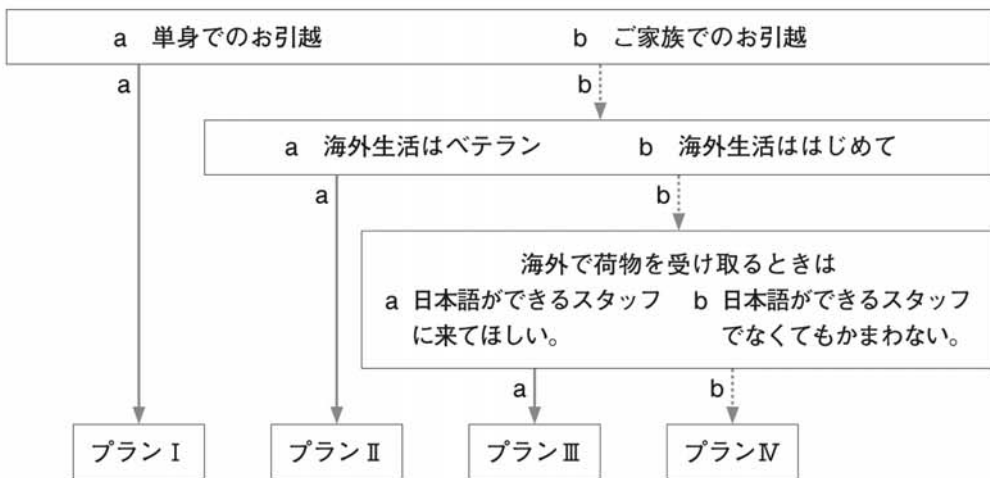 a 単身でのお引越 b ご家族でのお引越
a b
a 海外生活はベテラン b 海外生活ははじめて
a b
海外で荷物を受け取るときは
a 日本語ができるスタッフ b 日本語ができるスタッフ
に来てほしい。 でなくてもかまわない。
a b
プランⅠ プランⅡ プランⅢ プランⅣ